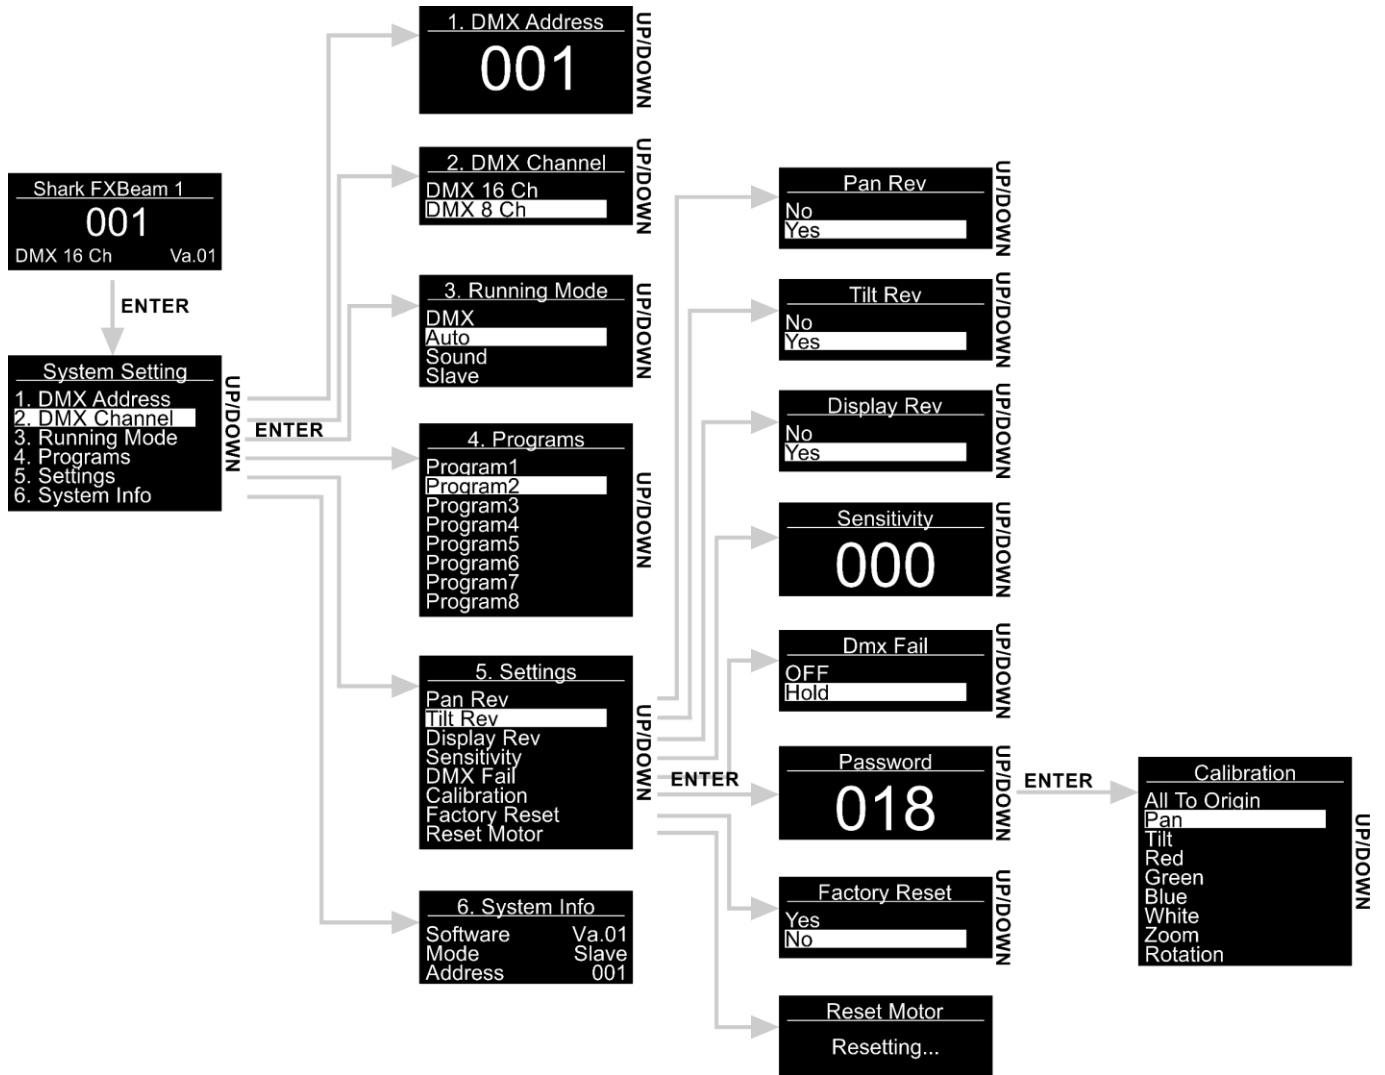 Shark FXBeam 1
001
DMX 16 Ch Va.01
ENTER
System Setting
1. DMX Address
2. DMX Channel
3. Running Mode
4. Programs
5. Settings
6. System Info
UP/DOWN
ENTER
1. DMX Address
001
UP/DOWN
2. DMX Channel
DMX 16 Ch
DMX 8 Ch
UP/DOWN
3. Running Mode
DMX
Auto
Sound
Slave
UP/DOWN
4. Programs
Program1
Program2
Program3
Program4
Program5
Program6
Program7
Program8
UP/DOWN
5. Settings
Pan Rev
Tilt Rev
Display Rev
Sensitivity
DMX Fail
Calibration
Factory Reset
Reset Motor
UP/DOWN
ENTER
6. System Info
Software Va.01
Mode Slave
Address 001
Pan Rev
No
Yes
UP/DOWN
Tilt Rev
No
Yes
UP/DOWN
Display Rev
No
Yes
UP/DOWN
Sensitivity
000
UP/DOWN
Dmx Fail
OFF
Hold
UP/DOWN
Password
018
UP/DOWN
ENTER
Factory Reset
Yes
No
UP/DOWN
Reset Motor
Resetting...
Calibration
All To Origin
Pan
Tilt
Red
Green
Blue
White
Zoom
Rotation
UP/DOWN